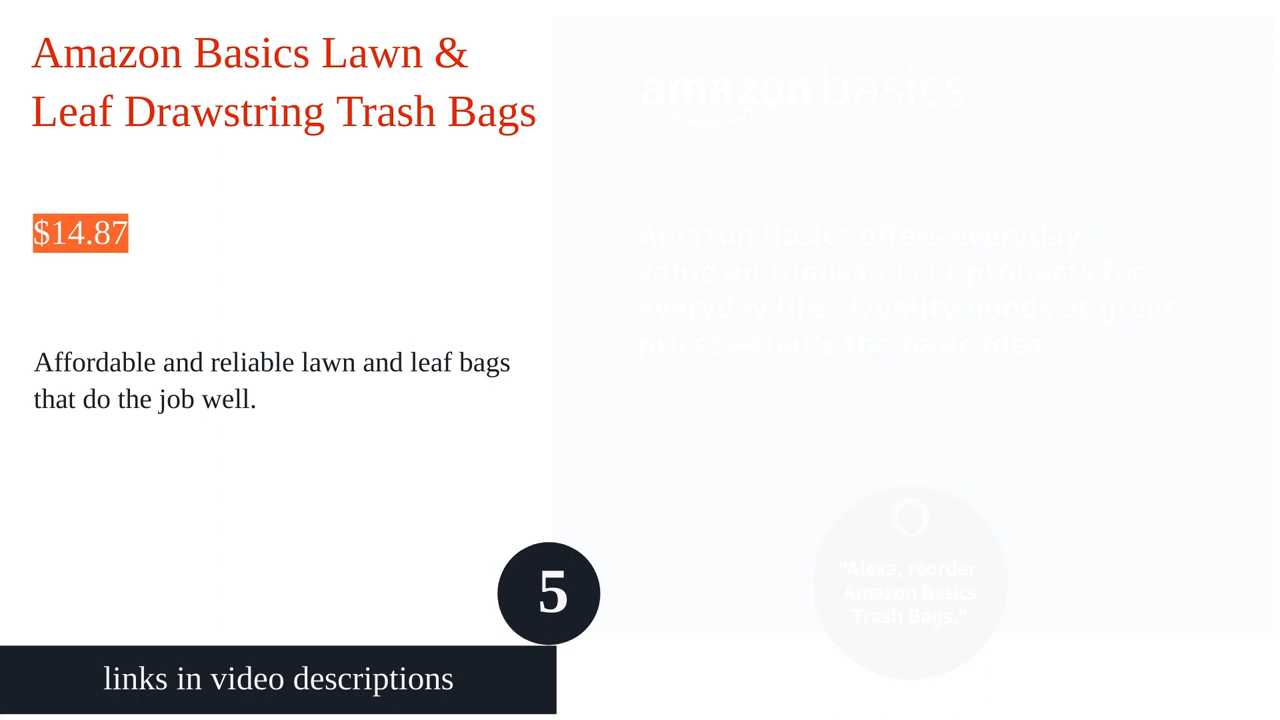 Amazon Basics Lawn &
Leaf Drawstring Trash Bags
$14.87
Affordable and reliable lawn and leaf bags
that do the job well.
5
links in video descriptions
amazon basics
Amazon Basics offers everyday
value on thousands of products for
everyday life. Quality goods at great
prices—that's the basic idea.
“Alexa, reorder
Amazon Basics
Trash Bags.”